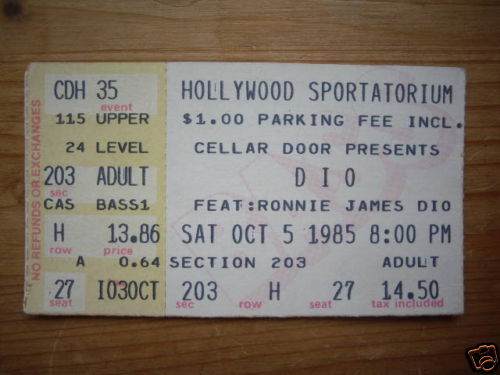 CDH 35 HOLLYWOOD SPORTATORIUM
event
115 UPPER $1.00 PARKING FEE INCL.
24 LEVEL CELLAR DOOR PRESENTS
203 ADULT D I O
sec
CAS BASS1 FEAT:RONNIE JAMES DIO
H 13.86 SAT OCT 5 1985 8:00 PM
row price
A 0.64 SECTION 203 ADULT
27 I03OCT 203 H 27 14.50
seat sec row seat tax included
NO REFUNDS OR EXCHANGES